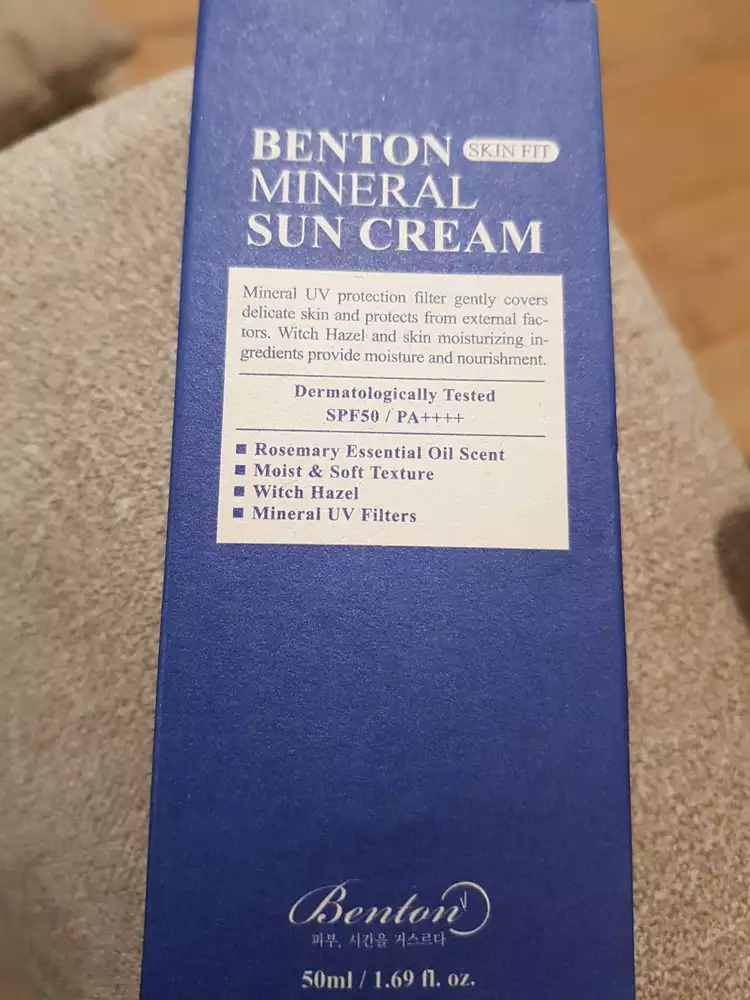 BENTON SKIN FIT
MINERAL
SUN CREAM
Mineral UV protection filter gently covers
delicate skin and protects from external fac-
tors. Witch Hazel and skin moisturizing in-
gredients provide moisture and nourishment.
Dermatologically Tested
SPF50 / PA++++
Rosemary Essential Oil Scent
Moist & Soft Texture
Witch Hazel
Mineral UV Filters
Benton
피부, 시간을 거스르다
50ml / 1.69 fl. oz.